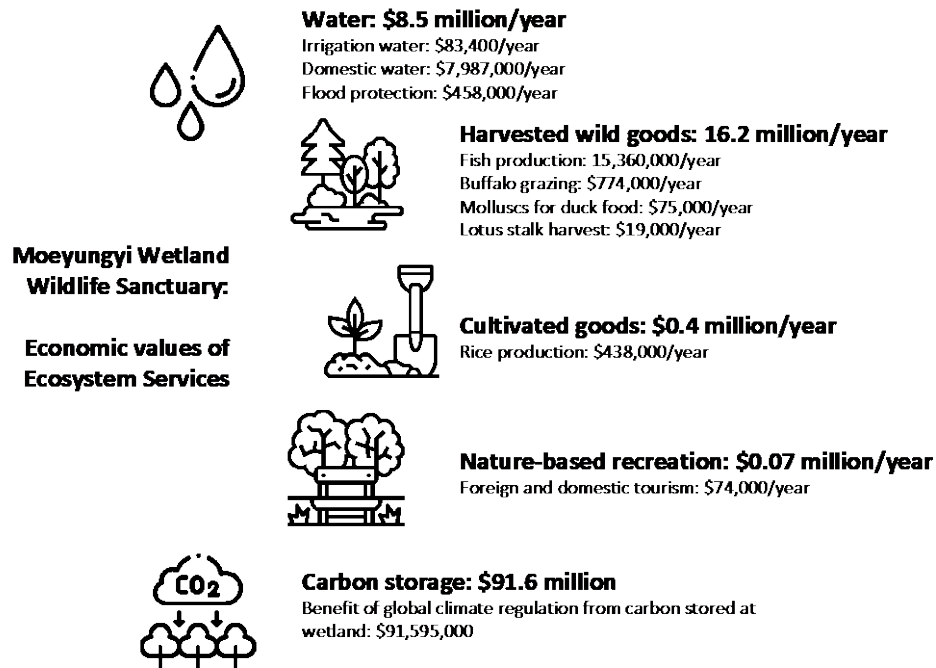 Water: $8.5 million/year
Irrigation water: $83,400/year
Domestic water: $7,987,000/year
Flood protection: $458,000/year
Harvested wild goods: 16.2 million/year
Fish production: 15,360,000/year
Buffalo grazing: $774,000/year
Molluscs for duck food: $75,000/year
Lotus stalk harvest: $19,000/year
Moeyungyi Wetland
Wildlife Sanctuary:
Economic values of
Ecosystem Services
Cultivated goods: $0.4 million/year
Rice production: $438,000/year
Nature-based recreation: $0.07 million/year
Foreign and domestic tourism: $74,000/year
CO2
Carbon storage: $91.6 million
Benefit of global climate regulation from carbon stored at
wetland: $91,595,000